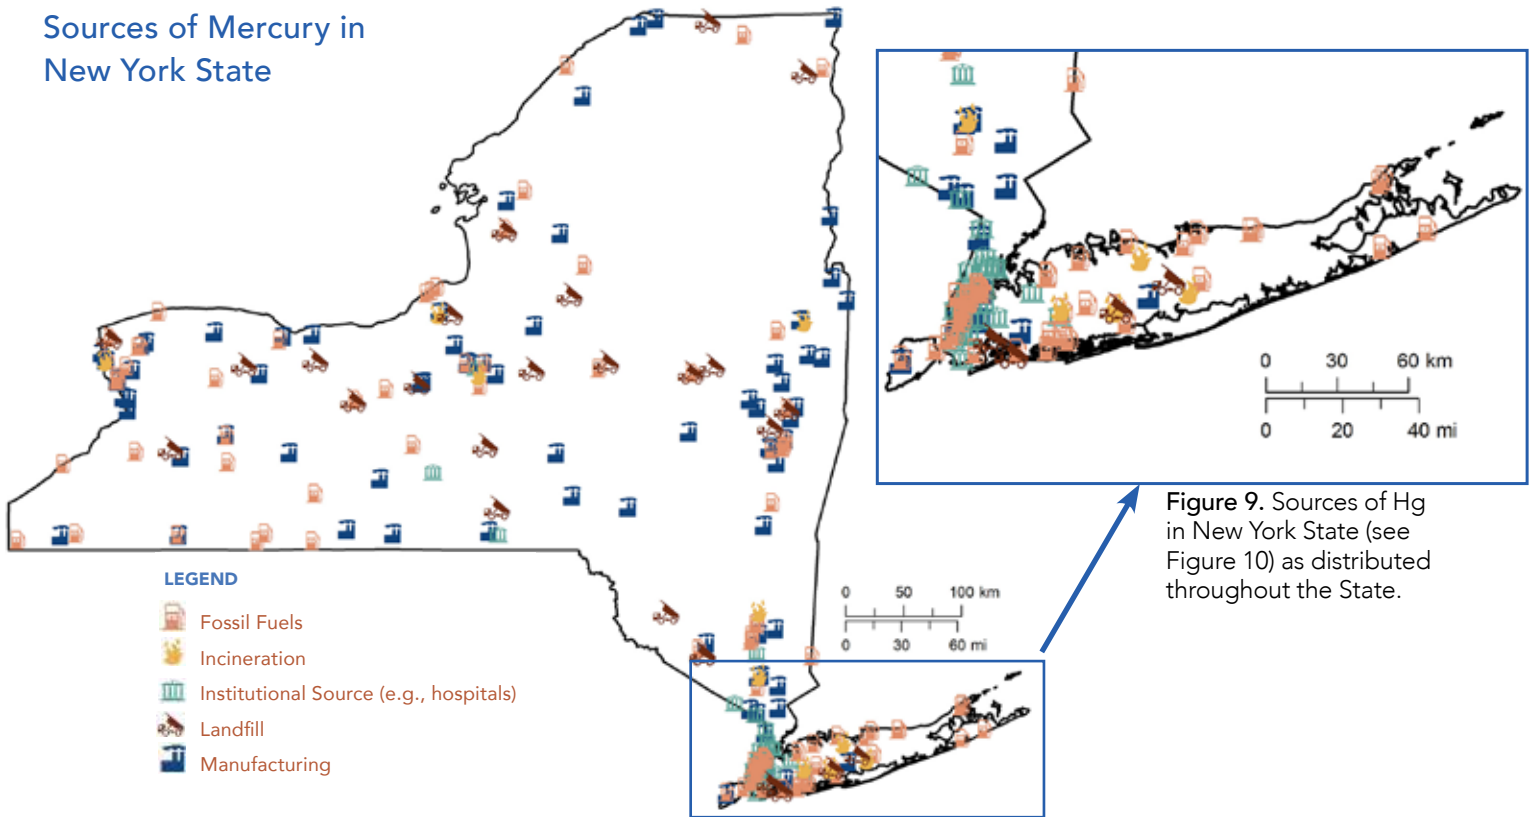 Sources of Mercury in
New York State
0 30 60 km
0 20 40 mi
Figure 9. Sources of Hg
in New York State (see
Figure 10) as distributed
throughout the State.
LEGEND
Fossil Fuels
Incineration
Institutional Source (e.g., hospitals)
Landfill
Manufacturing
0 50 100 km
0 30 60 mi